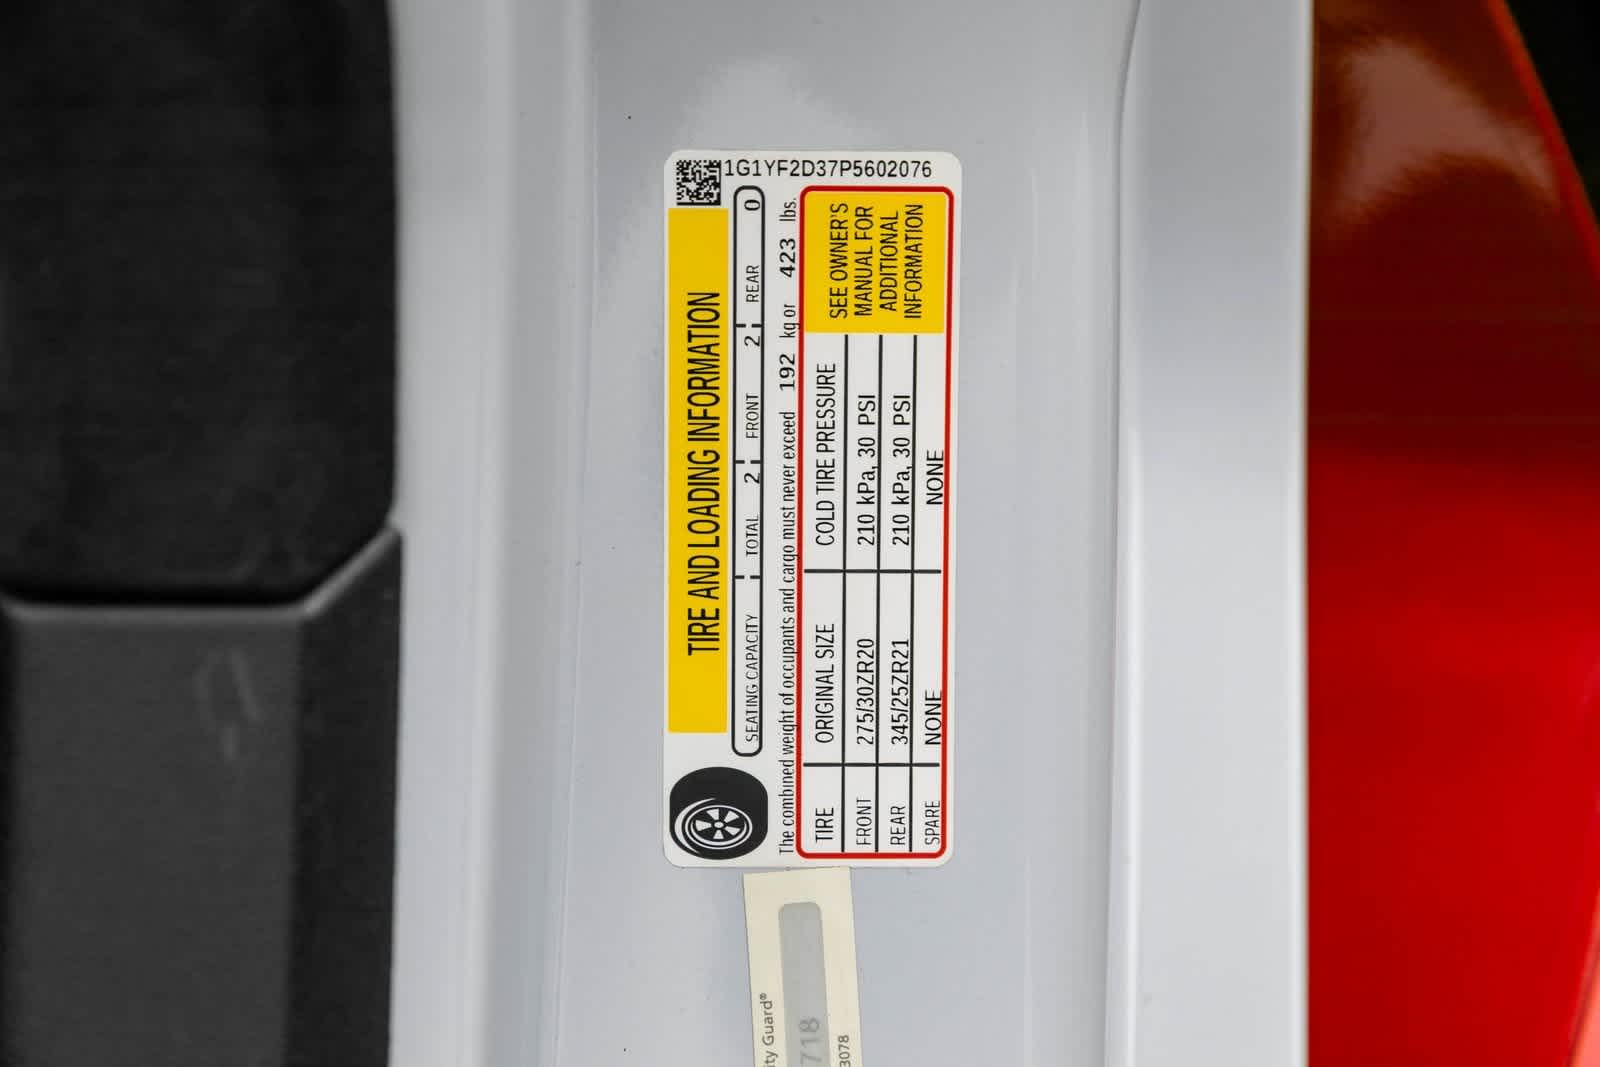 1G1YF2D37P5602076
TIRE AND LOADING INFORMATION
SEATING CAPACITY TOTAL 2 FRONT 2 REAR 0
The combined weight of occupants and cargo must never exceed 192 kg or 423 lbs.
TIRE ORIGINAL SIZE COLD TIRE PRESSURE
FRONT 275/30ZR20 210 kPa, 30 PSI
REAR 345/25ZR21 210 kPa, 30 PSI
SPARE NONE NONE
SEE OWNER'S
MANUAL FOR
ADDITIONAL
INFORMATION
ity Guard®
718
3078